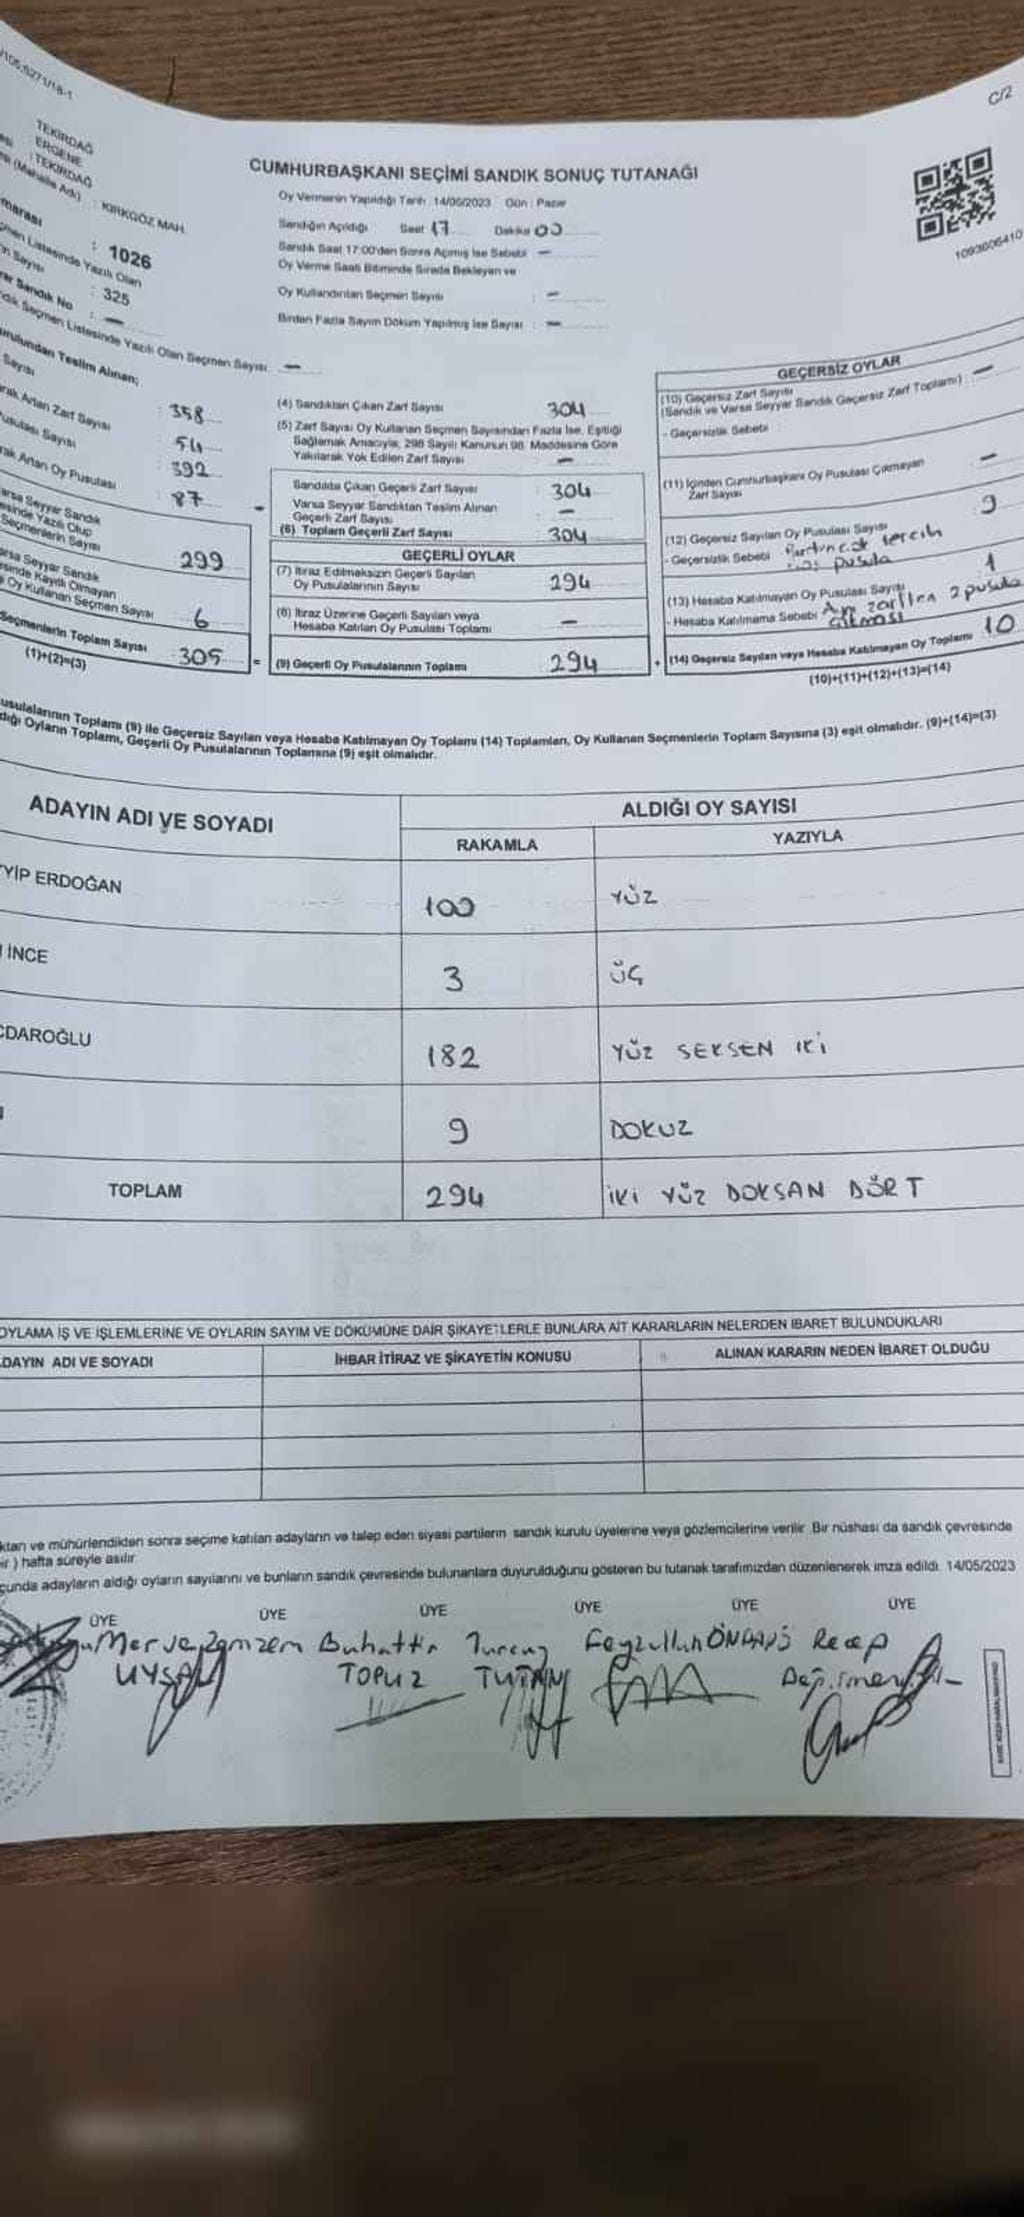 C/2
/105:6271/18-1
TEKİRDAĞ
ERGENE
: TEKİRDAĞ
(Mahalle Adı) : KIRKGÖZ MAH.
marası : 1026
men Listesinde Yazılı Olan
Sayısı : 325
Sandık No : —
Seçmen Listesinde Yazılı Olan Seçmen Sayısı —
CUMHURBAŞKANI SEÇİMİ SANDIK SONUÇ TUTANAĞI
Oy Vermenin Yapıldığı Tarih : 14/05/2023 Gün : Pazar
Sandığın Açıldığı Saat 17 Dakika 00
Sandık Saat 17:00'den Sonra Açılmış İse Sebebi —
Oy Verme Saati Bitiminde Sırada Bekleyen ve
Oy Kullandırılan Seçmen Sayısı : —
Birden Fazla Sayım Döküm Yapılmış İse Sayısı : —
1093606410
urulundan Teslim Alınan;
Sayısı : 358
rak Artan Zarf Sayısı : 54
usulası Sayısı : 392
rak Artan Oy Pusulası : 87
arsa Seyyar Sandık
esinde Yazılı Olup
Seçmenlerin Sayısı 299
arsa Seyyar Sandık
esinde Kayıtlı Olmayan
Oy Kullanan Seçmen Sayısı 6
Seçmenlerin Toplam Sayısı 305
(1)+(2)=(3)
(4) Sandıktan Çıkan Zarf Sayısı 304
(5) Zarf Sayısı Oy Kullanan Seçmen Sayısından Fazla İse, Eşitliği
Sağlamak Amacıyla, 298 Sayılı Kanunun 98. Maddesine Göre
Yakılarak Yok Edilen Zarf Sayısı —
Sandıkta Çıkan Geçerli Zarf Sayısı 304
Varsa Seyyar Sandıktan Teslim Alınan
Geçerli Zarf Sayısı —
(6) Toplam Geçerli Zarf Sayısı 304
GEÇERLİ OYLAR
(7) İtiraz Edilmeksizin Geçerli Sayılan
Oy Pusulalarının Sayısı 294
(8) İtiraz Üzerine Geçerli Sayılan veya
Hesaba Katılan Oy Pusulası Toplamı —
= (9) Geçerli Oy Pusulalarının Toplamı 294
GEÇERSİZ OYLAR
(10) Geçersiz Zarf Sayısı
(Sandık ve Varsa Seyyar Sandık Geçersiz Zarf Toplamı) : —
- Geçersizlik Sebebi :
(11) İçinden Cumhurbaşkanı Oy Pusulası Çıkmayan
Zarf Sayısı —
(12) Geçersiz Sayılan Oy Pusulası Sayısı 9
- Geçersizlik Sebebi tercih
pusula
(13) Hesaba Katılmayan Oy Pusulası Sayısı 1
- Hesaba Katılmama Sebebi Aynı zarftan 2 pusula
çıkması
+ (14) Geçersiz Sayılan veya Hesaba Katılmayan Oy Toplamı 10
(10)+(11)+(12)+(13)=(14)
usulalarının Toplamı (9) ile Geçersiz Sayılan veya Hesaba Katılmayan Oy Toplamı (14) Toplamları, Oy Kullanan Seçmenlerin Toplam Sayısına (3) eşit olmalıdır. (9)+(14)=(3)
dığı Oyların Toplamı, Geçerli Oy Pusulalarının Toplamına (9) eşit olmalıdır.
ADAYIN ADI VE SOYADI
ALDIĞI OY SAYISI
RAKAMLA YAZIYLA
YİP ERDOĞAN 100 YÜZ
İNCE 3 ÜÇ
CDAROĞLU 182 YÜZ SEKSEN İKİ
9 DOKUZ
TOPLAM 294 İKİ YÜZ DOKSAN DÖRT
OYLAMA İŞ VE İŞLEMLERİNE VE OYLARIN SAYIM VE DÖKÜMÜNE DAİR ŞİKAYETLERLE BUNLARA AİT KARARLARIN NELERDEN İBARET BULUNDUKLARI
DAYIN ADI VE SOYADI İHBAR İTİRAZ VE ŞİKAYETİN KONUSU ALINAN KARARIN NEDEN İBARET OLDUĞU
ktan ve mühürlendikten sonra seçime katılan adayların ve talep eden siyasi partilerin sandık kurulu üyelerine veya gözlemcilerine verilir. Bir nüshası da sandık çevresinde
ir ) hafta süreyle asılır.
çunda adayların aldığı oyların sayılarını ve bunların sandık çevresinde bulunanlara duyurulduğunu gösteren bu tutanak tarafımızdan düzenlenerek imza edildi. 14/05/2023
ÜYE ÜYE ÜYE ÜYE ÜYE ÜYE
Merve Gamzem Bahattin Feyzullah Recep
UYSAL TOPUZ Değirmen